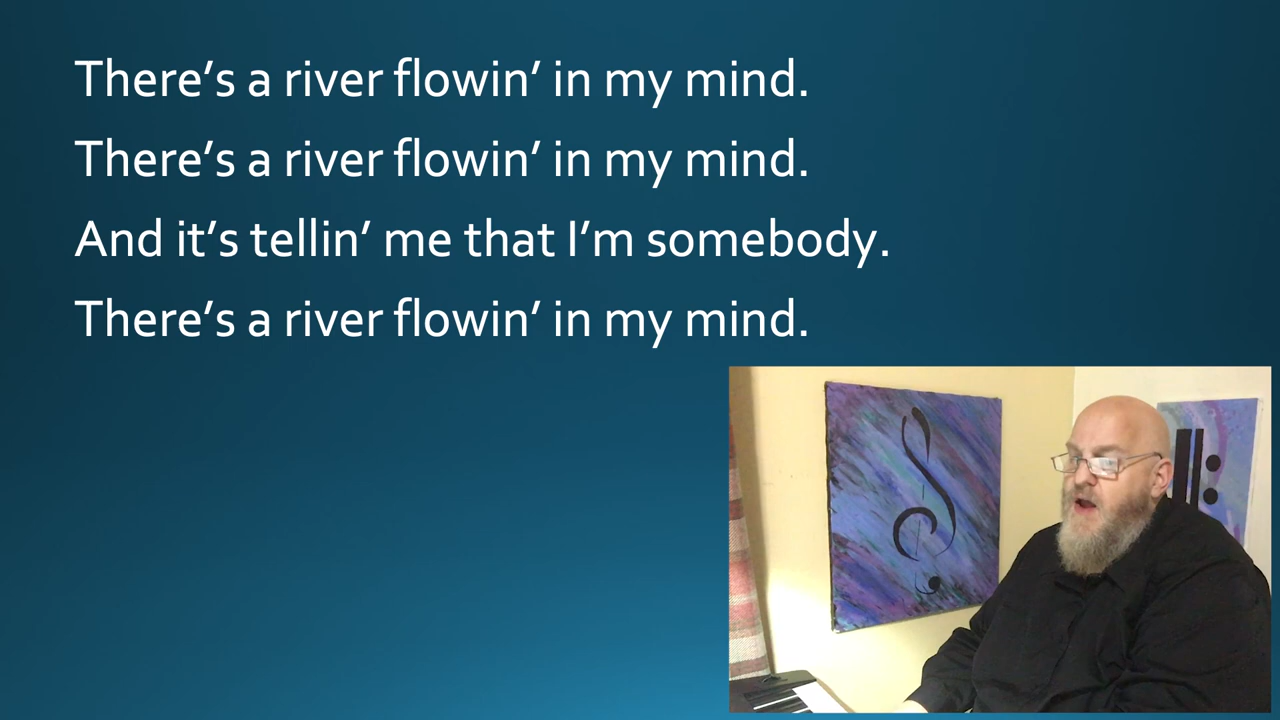 There’s a river flowin’ in my mind.
There’s a river flowin’ in my mind.
And it’s tellin’ me that I’m somebody.
There’s a river flowin’ in my mind.